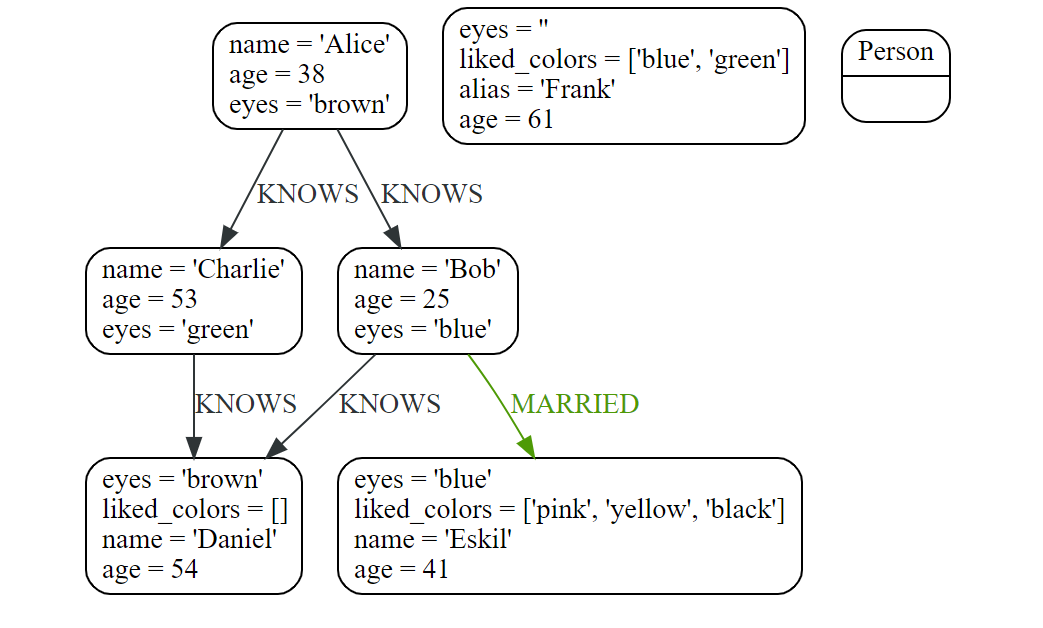 name = 'Alice'
age = 38
eyes = 'brown'
eyes = ''
liked_colors = ['blue', 'green']
alias = 'Frank'
age = 61
Person
KNOWS
KNOWS
name = 'Charlie'
age = 53
eyes = 'green'
name = 'Bob'
age = 25
eyes = 'blue'
KNOWS
KNOWS
MARRIED
eyes = 'brown'
liked_colors = []
name = 'Daniel'
age = 54
eyes = 'blue'
liked_colors = ['pink', 'yellow', 'black']
name = 'Eskil'
age = 41